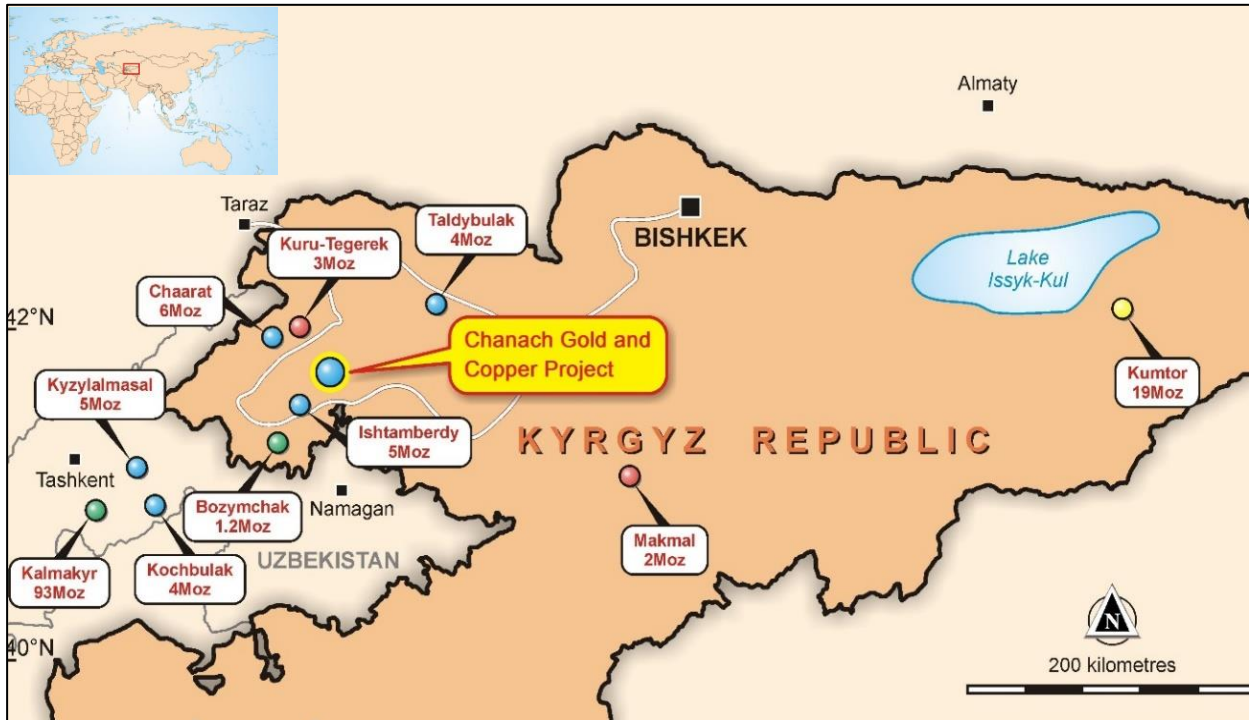 Almaty
Taraz
Kuru-Tegerek
3Moz
Taldybulak
4Moz
BISHKEK
Lake
Issyk-Kul
Chaarat
6Moz
42°N
Chanach Gold and
Copper Project
Kumtor
19Moz
Kyzylalmasal
5Moz
Ishtamberdy
5Moz
KYRGYZ REPUBLIC
Tashkent
Bozymchak
1.2Moz
Namagan
Makmal
2Moz
UZBEKISTAN
Kalmakyr
93Moz
Kochbulak
4Moz
N
40°N
200 kilometres